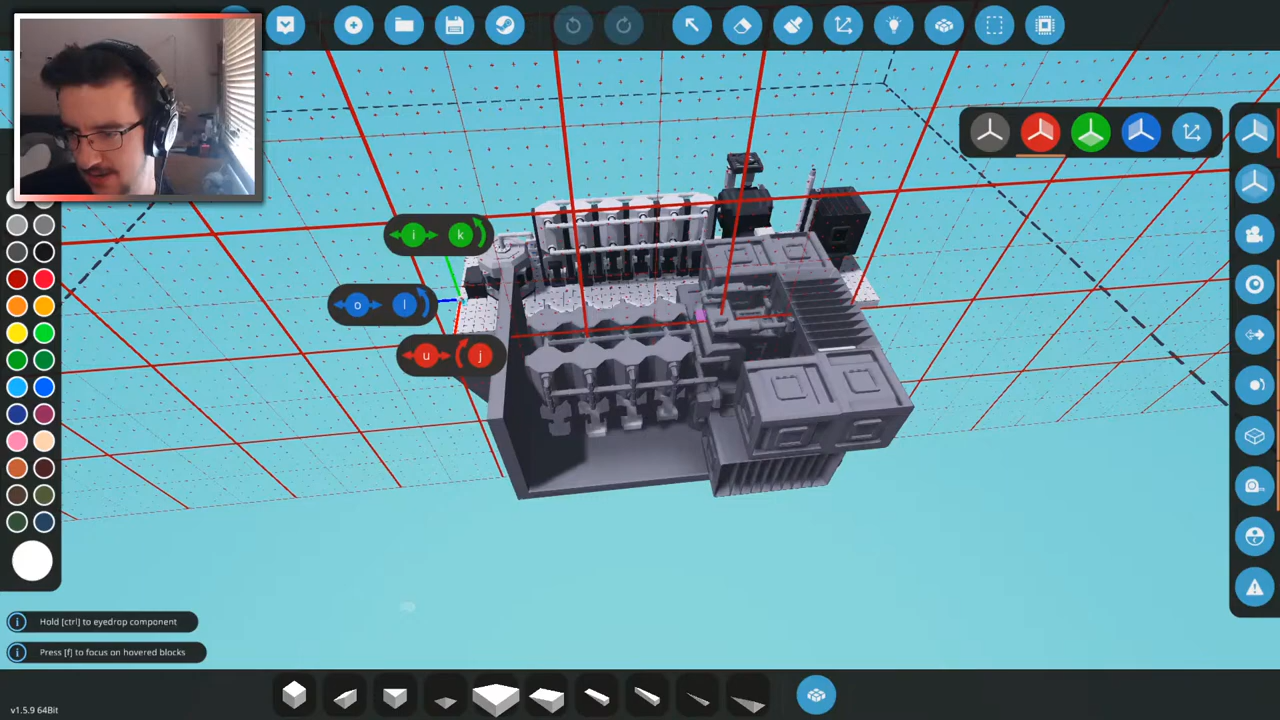 i k
o l
u j
Hold [ctrl] to eyedrop component
Press [f] to focus on hovered blocks
v1.5.9 64Bit